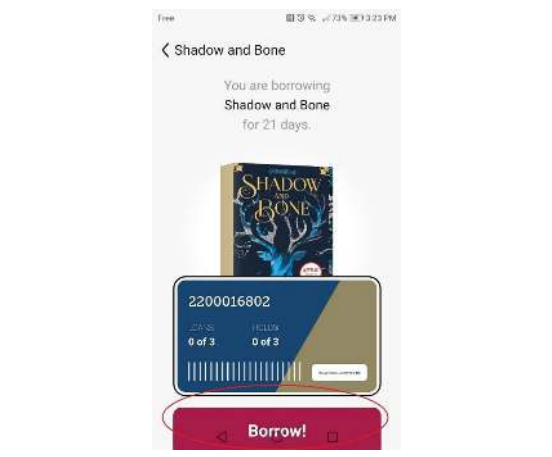 Free
73% 3:23 PM
Shadow and Bone
You are borrowing
Shadow and Bone
for 21 days.
SHADOW
AND
BONE
2200016802
LOANS HOLDS
0 of 3 0 of 3
Borrow!